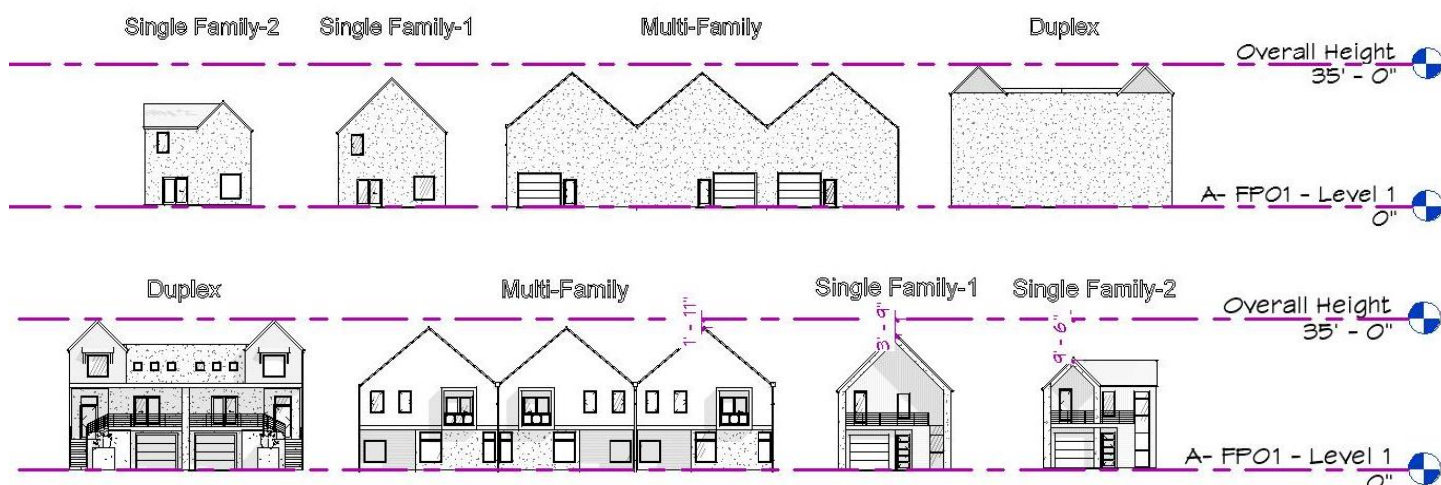 Single Family-2 Single Family-1 Multi-Family Duplex
Overall Height
35' - 0"
A- FP01 - Level 1
0"
Duplex Multi-Family Single Family-1 Single Family-2
Overall Height
35' - 0"
1' - 11"
3' - 9"
9' - 6"
A- FP01 - Level 1
0"